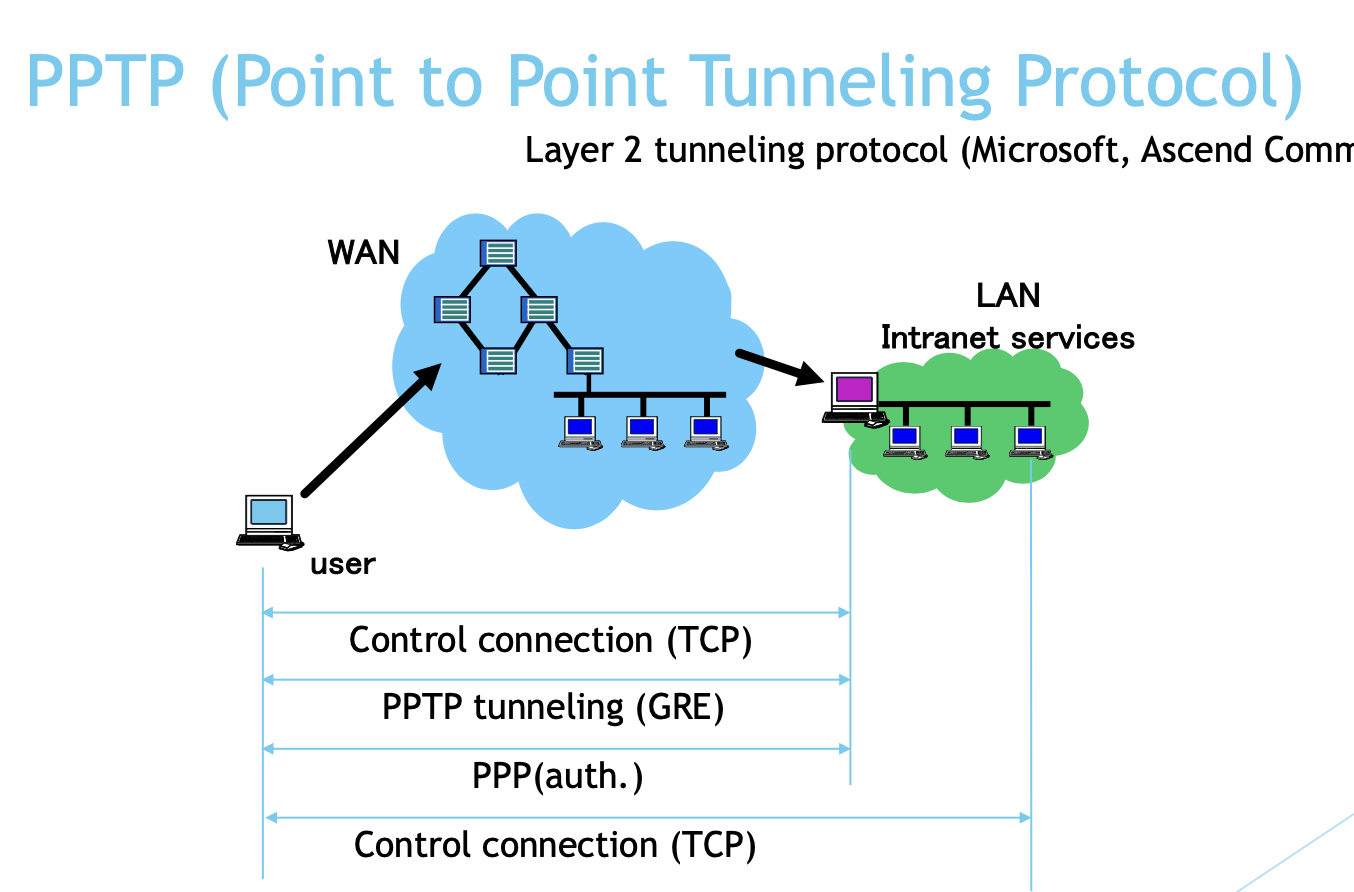 PPTP (Point to Point Tunneling Protocol)
Layer 2 tunneling protocol (Microsoft, Ascend Comm
WAN
LAN
Intranet services
user
Control connection (TCP)
PPTP tunneling (GRE)
PPP(auth.)
Control connection (TCP)